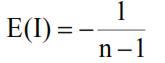 E(I) = − 1/(n − 1)